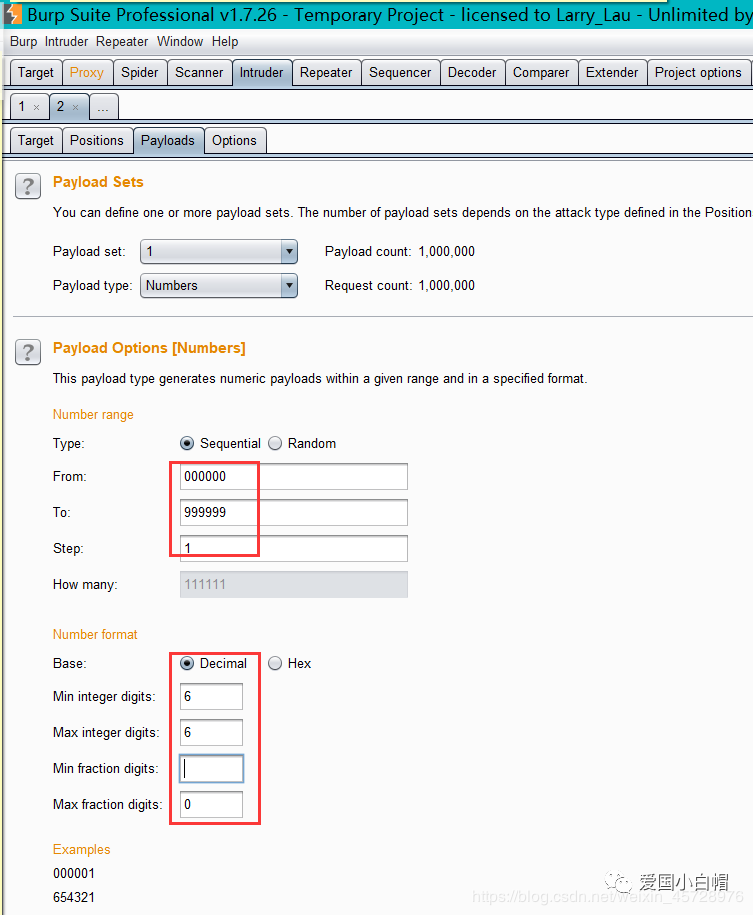 Burp Suite Professional v1.7.26 - Temporary Project - licensed to Larry_Lau - Unlimited by
Burp Intruder Repeater Window Help
Target Proxy Spider Scanner Intruder Repeater Sequencer Decoder Comparer Extender Project options
1 × 2 × ...
Target Positions Payloads Options
? Payload Sets
You can define one or more payload sets. The number of payload sets depends on the attack type defined in the Position
Payload set: 1 Payload count: 1,000,000
Payload type: Numbers Request count: 1,000,000
? Payload Options [Numbers]
This payload type generates numeric payloads within a given range and in a specified format.
Number range
Type: Sequential Random
From: 000000
To: 999999
Step: 1
How many: 111111
Number format
Base: Decimal Hex
Min integer digits: 6
Max integer digits: 6
Min fraction digits:
Max fraction digits: 0
Examples
000001
654321
爱国小白帽
https://blog.csdn.net/weixin_45728976